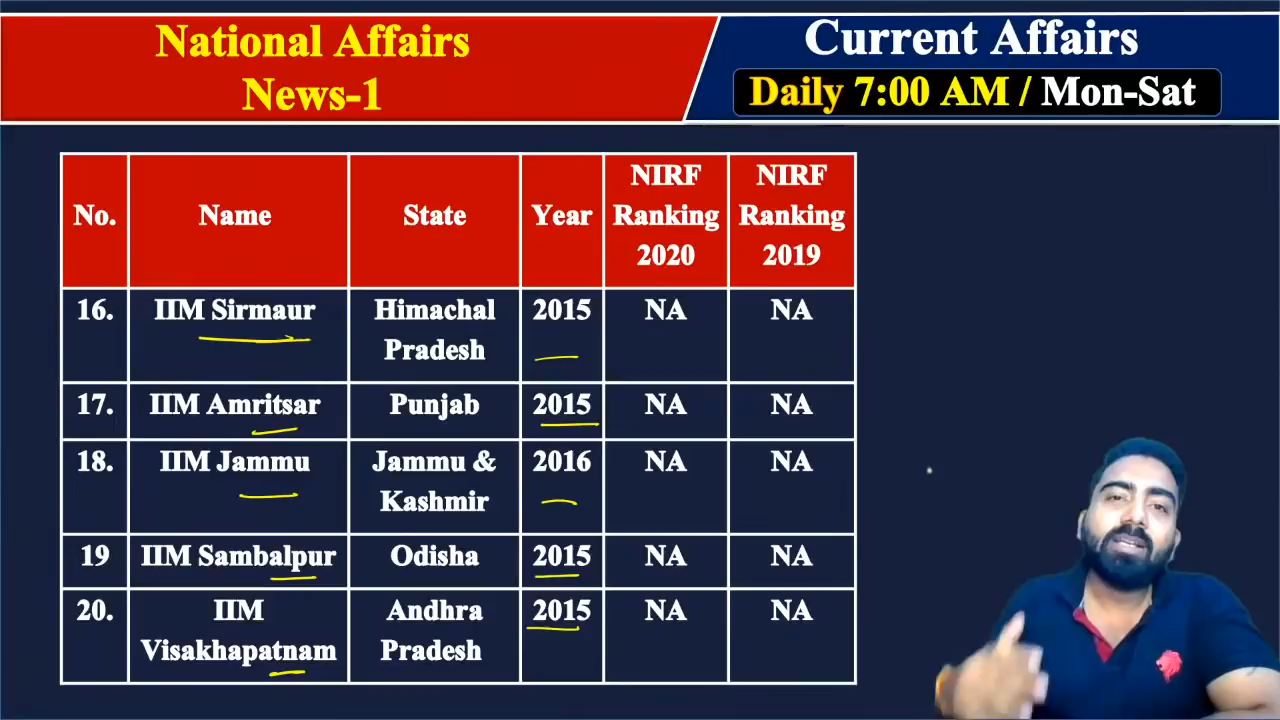 National Affairs
News-1
Current Affairs
Daily 7:00 AM / Mon-Sat
No. Name State Year NIRF Ranking 2020 NIRF Ranking 2019
16. IIM Sirmaur Himachal Pradesh 2015 NA NA
17. IIM Amritsar Punjab 2015 NA NA
18. IIM Jammu Jammu & Kashmir 2016 NA NA
19 IIM Sambalpur Odisha 2015 NA NA
20. IIM Visakhapatnam Andhra Pradesh 2015 NA NA